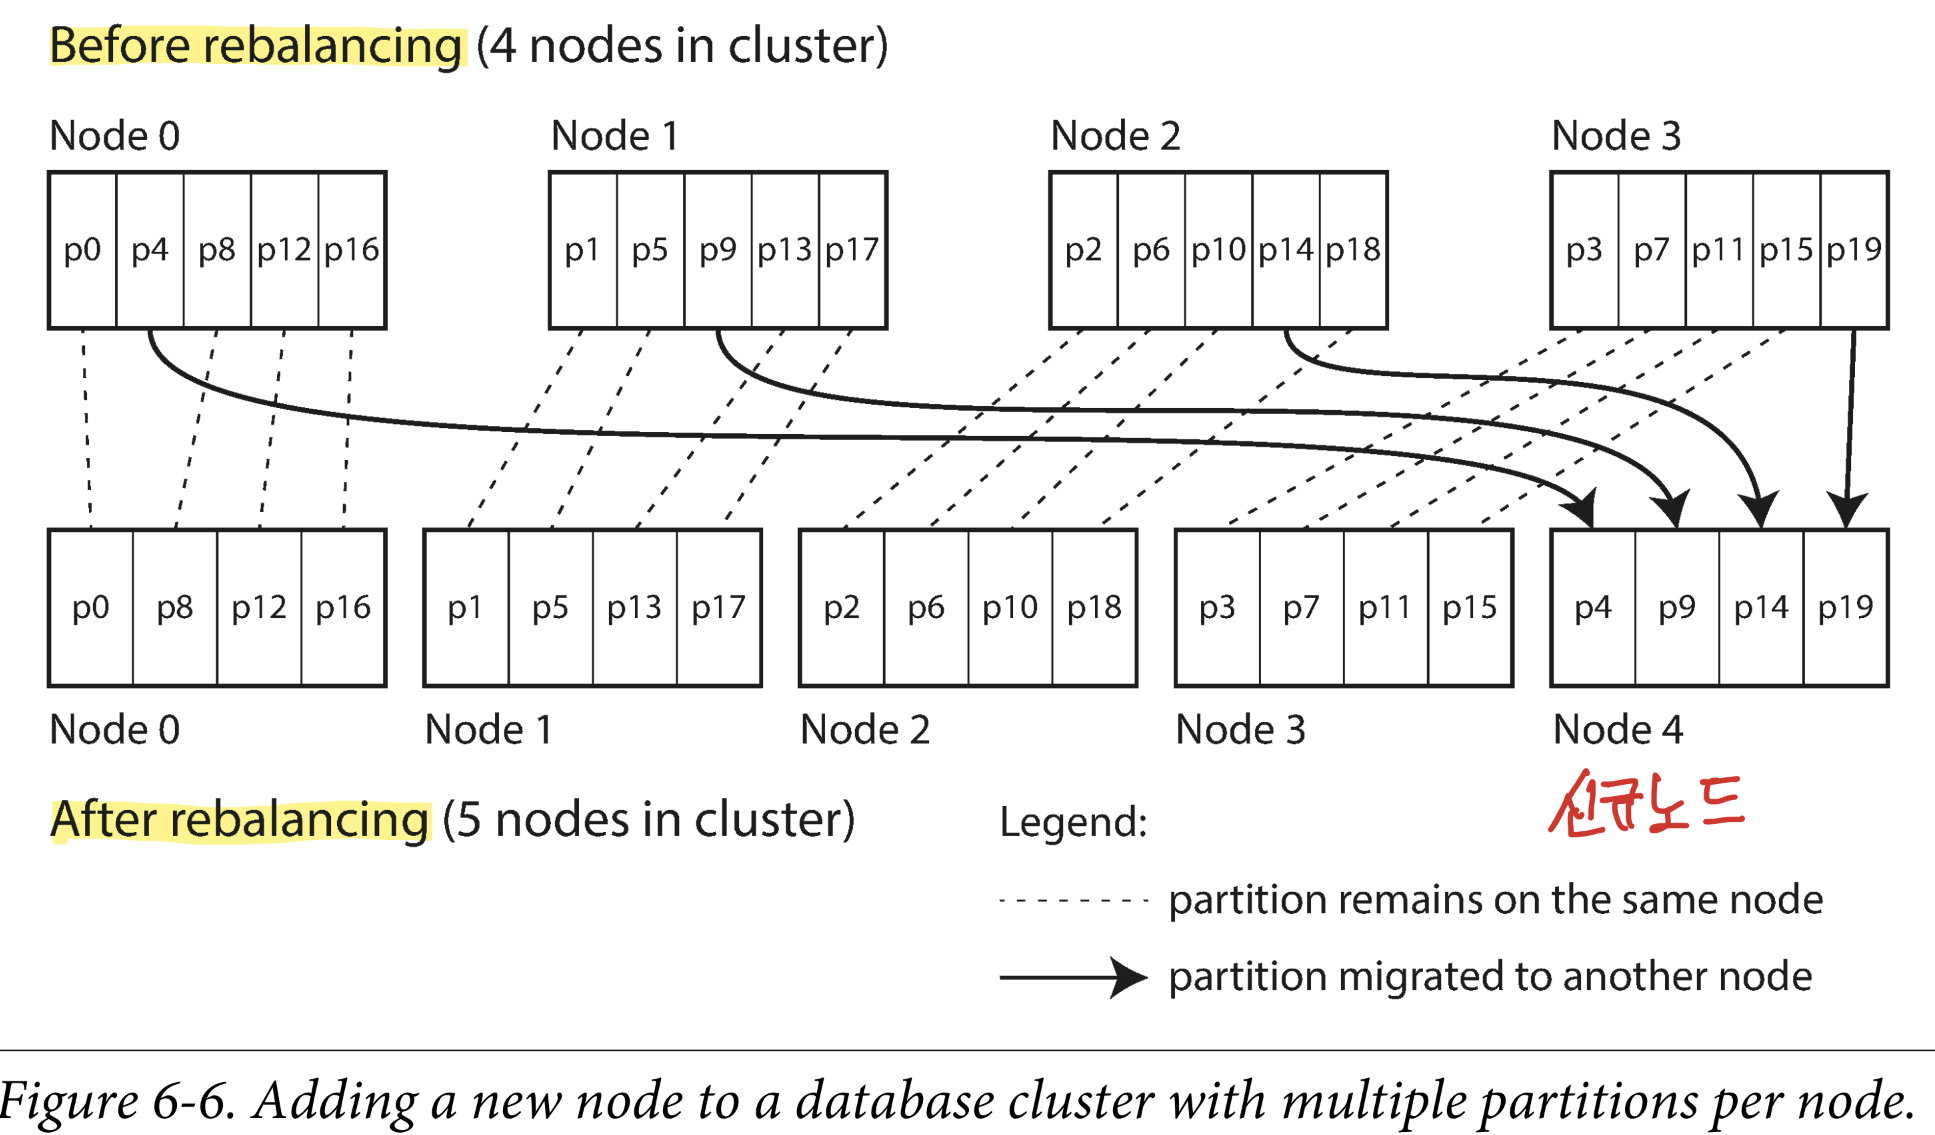 Before rebalancing (4 nodes in cluster)
Node 0 Node 1 Node 2 Node 3
p0 p4 p8 p12 p16 p1 p5 p9 p13 p17 p2 p6 p10 p14 p18 p3 p7 p11 p15 p19
p0 p8 p12 p16 p1 p5 p13 p17 p2 p6 p10 p18 p3 p7 p11 p15 p4 p9 p14 p19
Node 0 Node 1 Node 2 Node 3 Node 4
신규노드
After rebalancing (5 nodes in cluster)
Legend:
partition remains on the same node
partition migrated to another node
Figure 6-6. Adding a new node to a database cluster with multiple partitions per node.